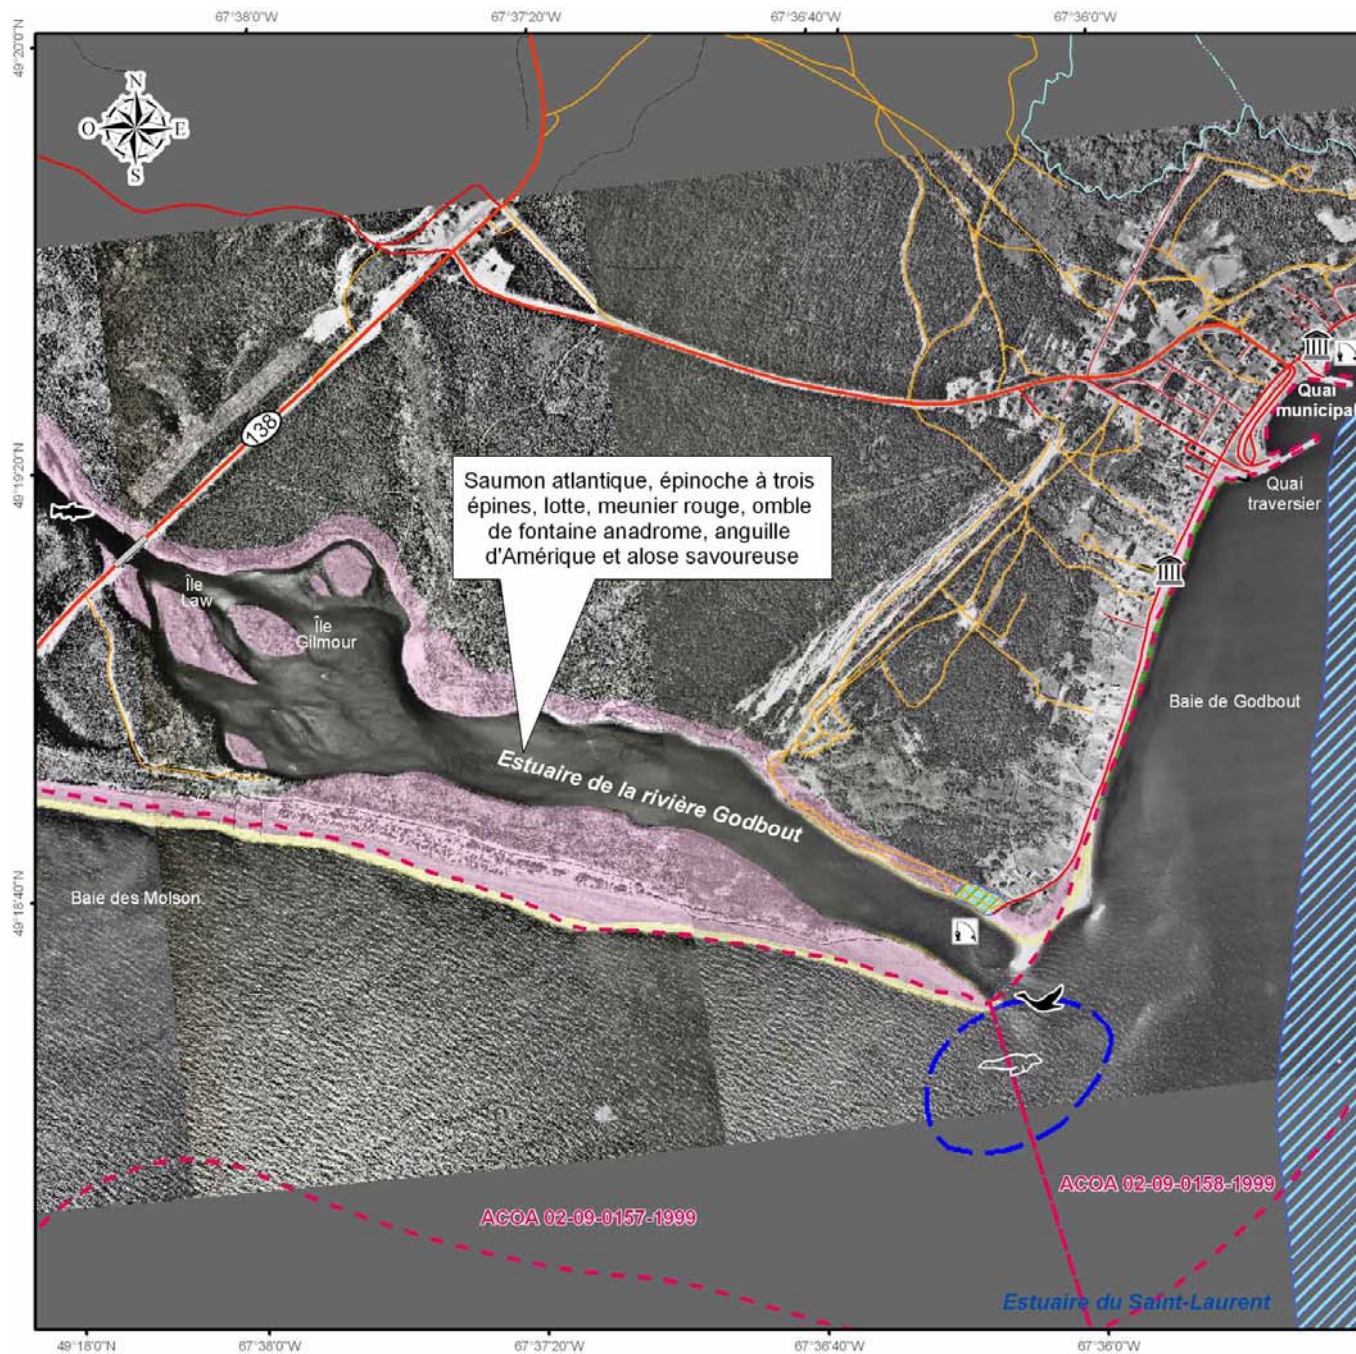 67°38'0"W
67°37'20"W
67°36'40"W
67°36'0"W
49°20'0"N
N
O
E
S
138
Quai
municipal
49°19'20"N
Saumon atlantique, épinoche à trois
épines, lotte, meunier rouge, omble
de fontaine anadrome, anguille
d'Amérique et alose savoureuse
Quai
traversier
Île
Law
Île
Gilmour
Baie de Godbout
Estuaire de la rivière Godbout
Baie des Molson
49°18'40"N
ACOA 02-09-0158-1999
ACOA 02-09-0157-1999
Estuaire du Saint-Laurent
49°18'0"N
67°38'0"W
67°37'20"W
67°36'40"W
67°36'0"W